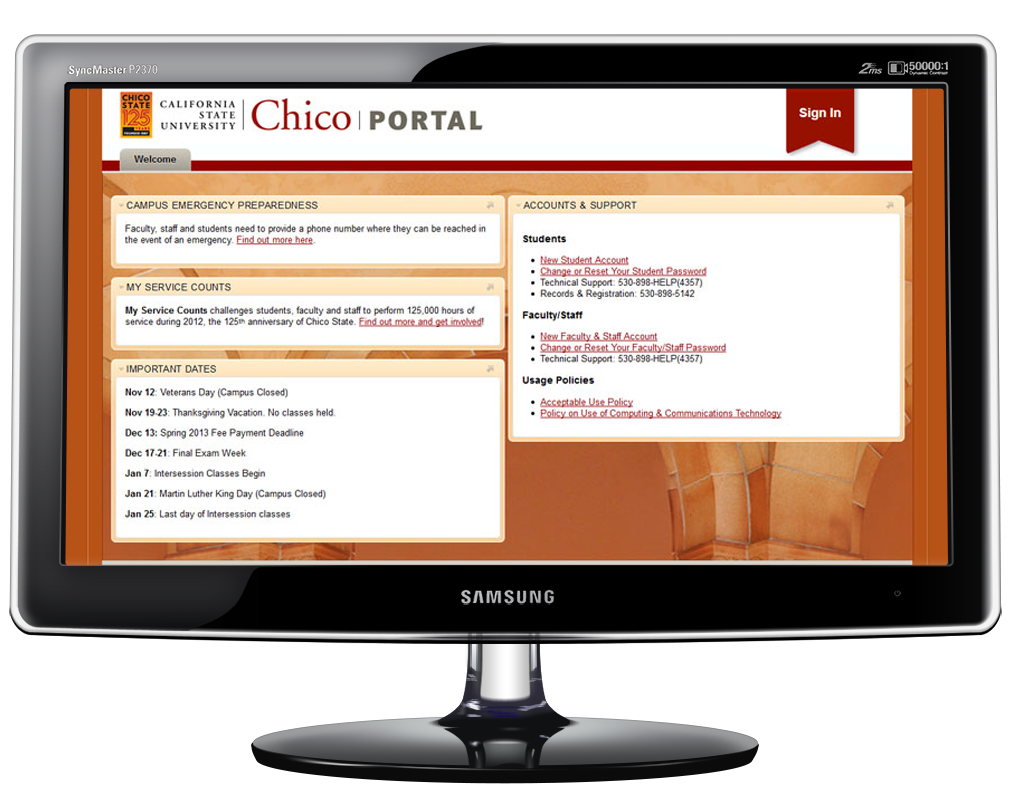 SyncMaster P2370
2ms
50000:1
Dynamic Contrast
CHICO
STATE
125
CALIFORNIA
STATE
UNIVERSITY
Chico
PORTAL
Sign In
Welcome
CAMPUS EMERGENCY PREPAREDNESS
Faculty, staff and students need to provide a phone number where they can be reached in
the event of an emergency. Find out more here.
MY SERVICE COUNTS
My Service Counts challenges students, faculty and staff to perform 125,000 hours of
service during 2012, the 125th anniversary of Chico State. Find out more and get involved!
IMPORTANT DATES
Nov 12: Veterans Day (Campus Closed)
Nov 19-23: Thanksgiving Vacation. No classes held.
Dec 13: Spring 2013 Fee Payment Deadline
Dec 17-21: Final Exam Week
Jan 7: Intersession Classes Begin
Jan 21: Martin Luther King Day (Campus Closed)
Jan 25: Last day of Intersession classes
ACCOUNTS & SUPPORT
Students
• New Student Account
• Change or Reset Your Student Password
• Technical Support: 530-898-HELP(4357)
• Records & Registration: 530-898-5142
Faculty/Staff
• New Faculty & Staff Account
• Change or Reset Your Faculty/Staff Password
• Technical Support: 530-898-HELP(4357)
Usage Policies
• Acceptable Use Policy
• Policy on Use of Computing & Communications Technology
SAMSUNG